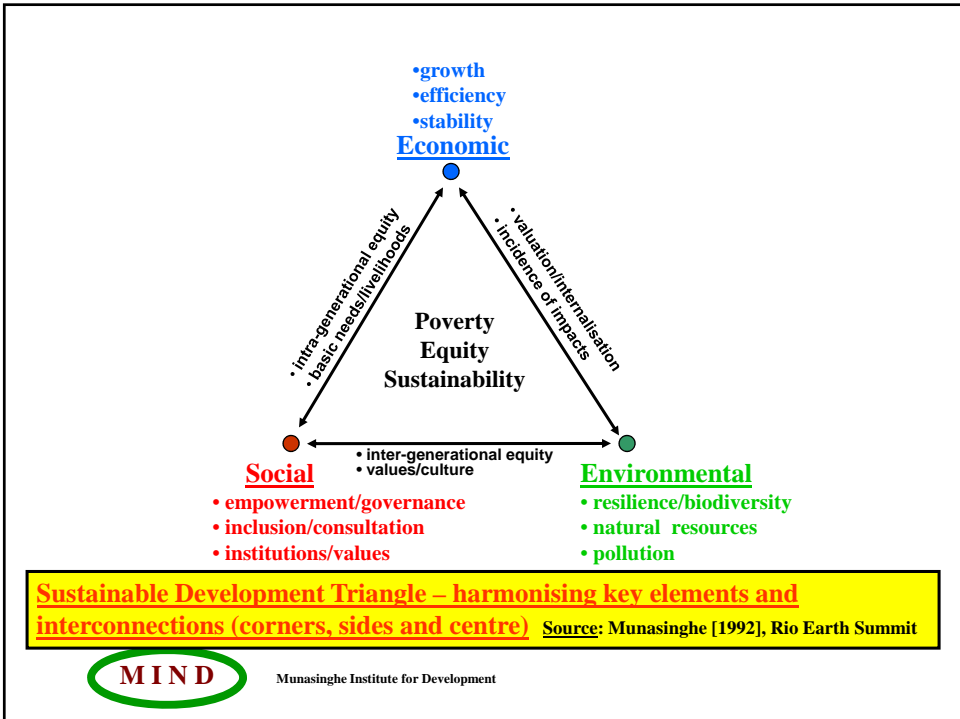 •growth
•efficiency
•stability
Economic
• intra-generational equity
• basic needs/livelihoods
• valuation/internalisation
• incidence of impacts
Poverty
Equity
Sustainability
• inter-generational equity
• values/culture
Social
• empowerment/governance
• inclusion/consultation
• institutions/values
Environmental
• resilience/biodiversity
• natural resources
• pollution
Sustainable Development Triangle – harmonising key elements and
interconnections (corners, sides and centre) Source: Munasinghe [1992], Rio Earth Summit
M I N D
Munasinghe Institute for Development